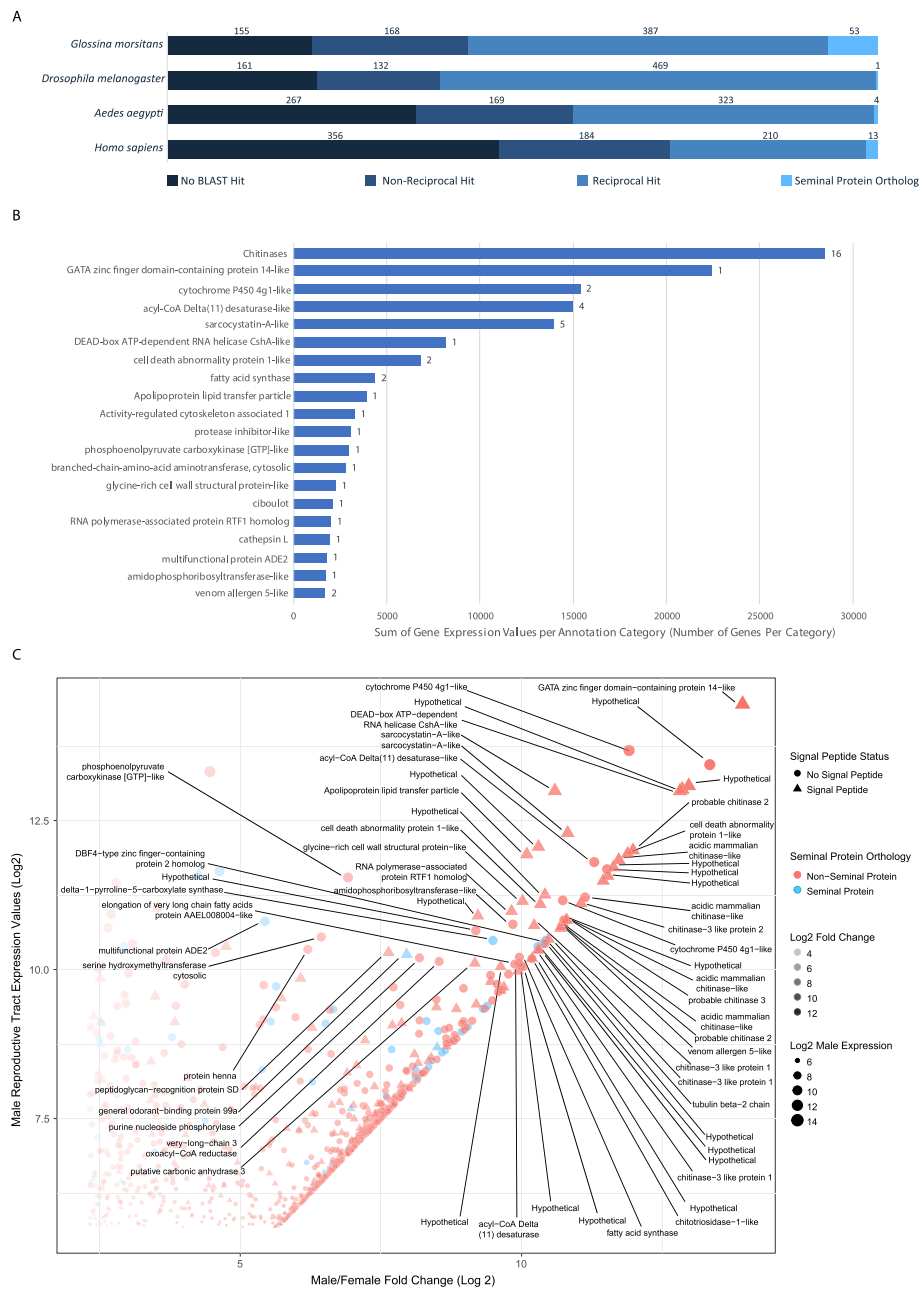 A
155 168 387 53
Glossina morsitans
161 132 469 1
Drosophila melanogaster
267 169 323 4
Aedes aegypti
356 184 210 13
Homo sapiens
No BLAST Hit Non-Reciprocal Hit Reciprocal Hit Seminal Protein Ortholog
B
Chitinases 16
GATA zinc finger domain-containing protein 14-like 1
cytochrome P450 4g1-like 2
acyl-CoA Delta(11) desaturase-like 4
sarcocystatin-A-like 5
DEAD-box ATP-dependent RNA helicase CshA-like 1
cell death abnormality protein 1-like 2
fatty acid synthase 2
Apolipoprotein lipid transfer particle 1
Activity-regulated cytoskeleton associated 1 1
protease inhibitor-like 1
phosphoenolpyruvate carboxykinase [GTP]-like 1
branched-chain-amino-acid aminotransferase, cytosolic 1
glycine-rich cell wall structural protein-like 1
ciboulot 1
RNA polymerase-associated protein RTF1 homolog 1
cathepsin L 1
multifunctional protein ADE2 1
amidophosphoribosyltransferase-like 1
venom allergen 5-like 2
0 5000 10000 15000 20000 25000 30000
Sum of Gene Expression Values per Annotation Category (Number of Genes Per Category)
C
Male Reproductive Tract Expression Values (Log2)
12.5
10.0
7.5
cytochrome P450 4g1−like
Hypothetical
DEAD−box ATP−dependent
RNA helicase CshA−like
sarcocystatin−A−like
sarcocystatin−A−like
acyl−CoA Delta(11) desaturase−like
Hypothetical
Apolipoprotein lipid transfer particle
Hypothetical
cell death abnormality protein 1−like
glycine−rich cell wall structural protein−like
RNA polymerase−associated
protein RTF1 homolog
amidophosphoribosyltransferase−like
Hypothetical
phosphoenolpyruvate
carboxykinase [GTP]−like
DBF4−type zinc finger−containing
protein 2 homolog
Hypothetical
delta−1−pyrroline−5−carboxylate synthase
elongation of very long chain fatty acids
protein AAEL008004−like
multifunctional protein ADE2
serine hydroxymethyltransferase
cytosolic
protein henna
peptidoglycan−recognition protein SD
general odorant−binding protein 99a
purine nucleoside phosphorylase
very−long−chain 3
oxoacyl−CoA reductase
putative carbonic anhydrase 3
GATA zinc finger domain−containing protein 14−like
Hypothetical
Hypothetical
probable chitinase 2
cell death abnormality
protein 1−like
acidic mammalian
chitinase−like
Hypothetical
Hypothetical
Hypothetical
acidic mammalian
chitinase−like
chitinase−3 like protein 2
cytochrome P450 4g1−like
Hypothetical
acidic mammalian
chitinase−like
probable chitinase 3
acidic mammalian
chitinase−like
probable chitinase 2
venom allergen 5−like
chitinase−3 like protein 1
chitinase−3 like protein 1
tubulin beta−2 chain
Hypothetical
Hypothetical
Hypothetical
chitinase−3 like protein 1
Hypothetical
chitotriosidase−1−like
Hypothetical
acyl−CoA Delta
(11) desaturase
Hypothetical
Hypothetical
fatty acid synthase
5 10
Male/Female Fold Change (Log 2)
Signal Peptide Status
No Signal Peptide
Signal Peptide
Seminal Protein Orthology
Non−Seminal Protein
Seminal Protein
Log2 Fold Change
4
6
8
10
12
Log2 Male Expression
6
8
10
12
14